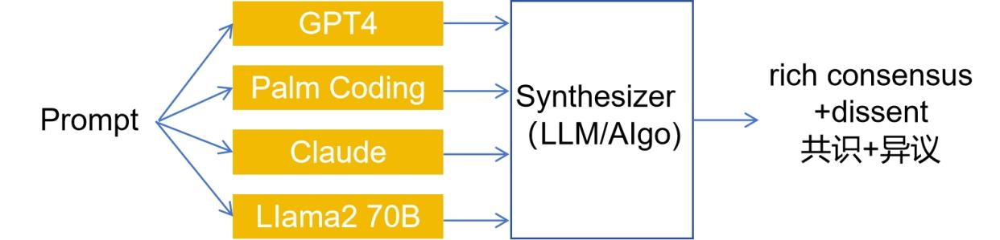 Prompt
GPT4
Palm Coding
Claude
Llama2 70B
Synthesizer
(LLM/Algo)
rich consensus
+dissent
共识+异议